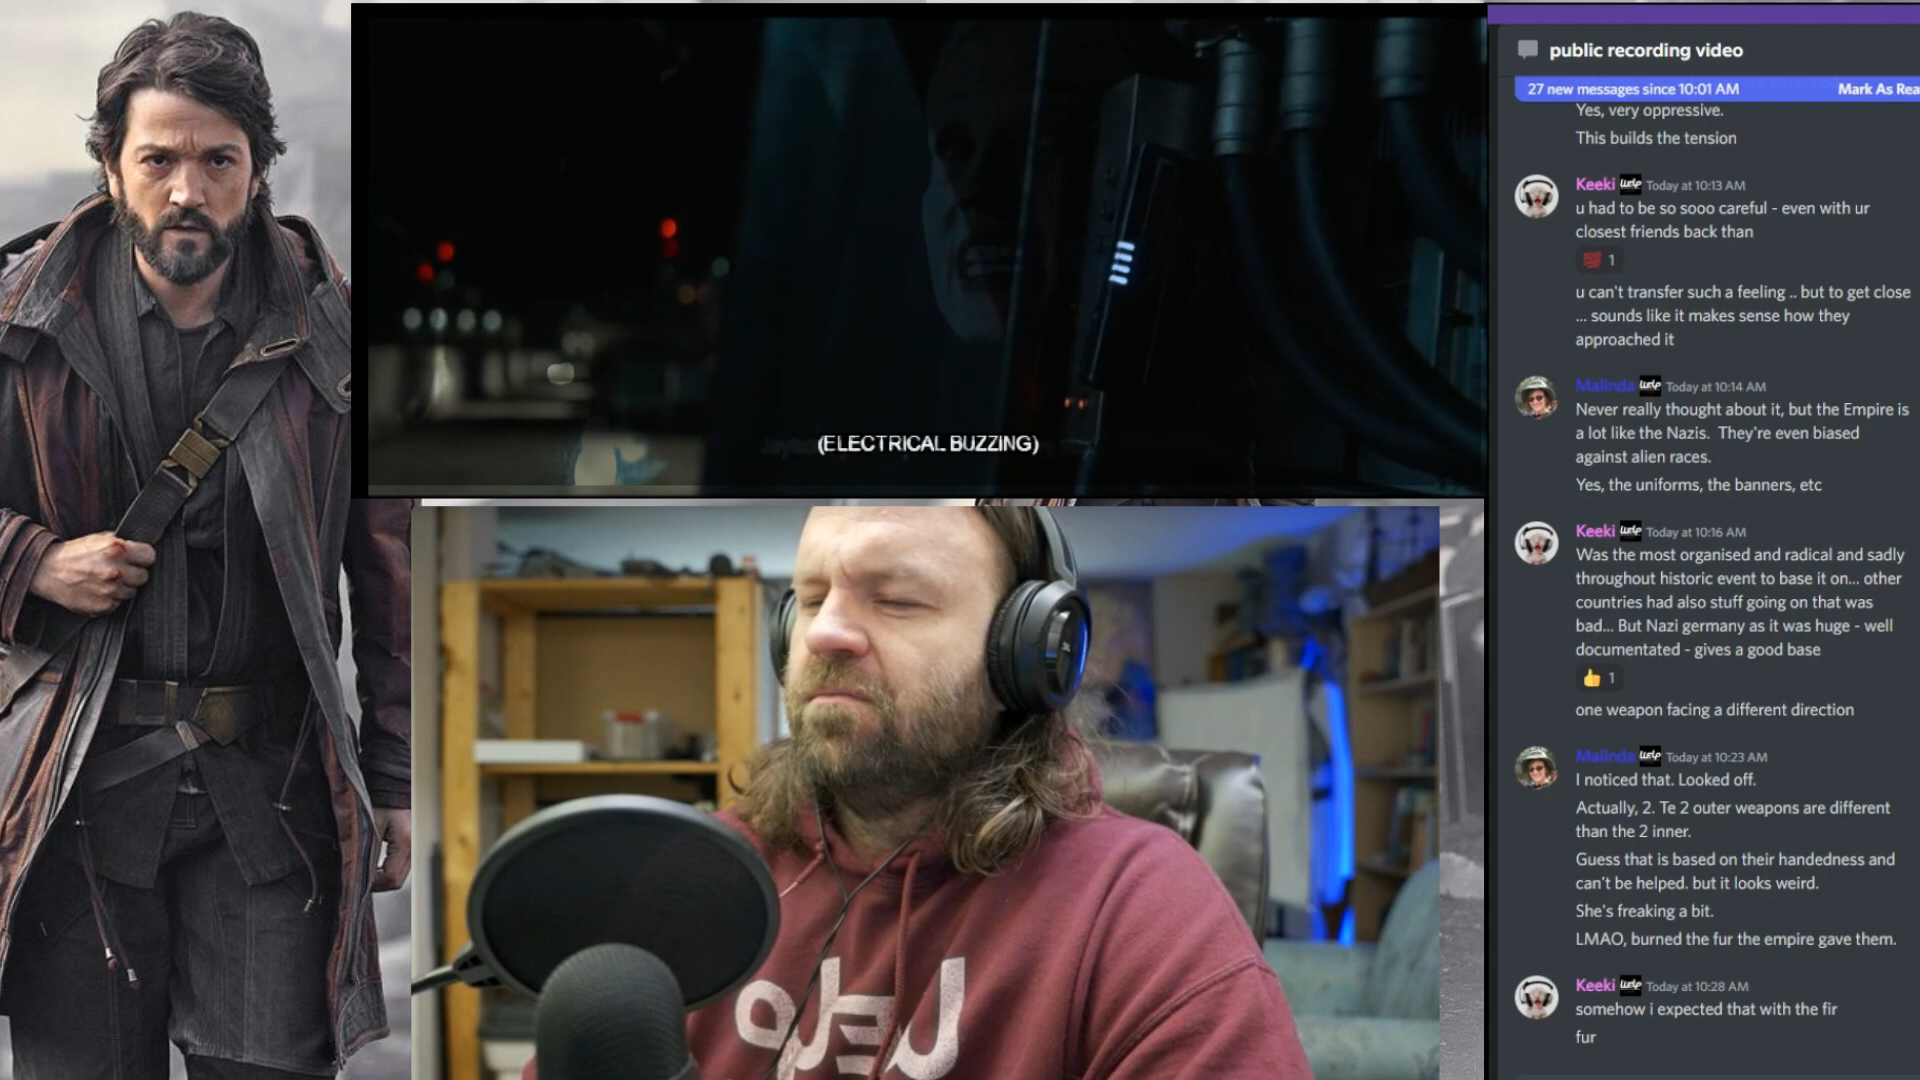 (ELECTRICAL BUZZING)
public recording video
27 new messages since 10:01 AM
Mark As Rea
Yes, very oppressive.
This builds the tension
Keeki welp Today at 10:13 AM
u had to be so sooo careful - even with ur
closest friends back than
💯 1
u can't transfer such a feeling .. but to get close
... sounds like it makes sense how they
approached it
Malinda welp Today at 10:14 AM
Never really thought about it, but the Empire is
a lot like the Nazis. They're even biased
against alien races.
Yes, the uniforms, the banners, etc
Keeki welp Today at 10:16 AM
Was the most organised and radical and sadly
throughout historic event to base it on... other
countries had also stuff going on that was
bad... But Nazi germany as it was huge - well
documentated - gives a good base
👍 1
one weapon facing a different direction
Malinda welp Today at 10:23 AM
I noticed that. Looked off.
Actually, 2. Te 2 outer weapons are different
than the 2 inner.
Guess that is based on their handedness and
can't be helped. but it looks weird.
She's freaking a bit.
LMAO, burned the fur the empire gave them.
Keeki welp Today at 10:28 AM
somehow i expected that with the fir
fur
welp